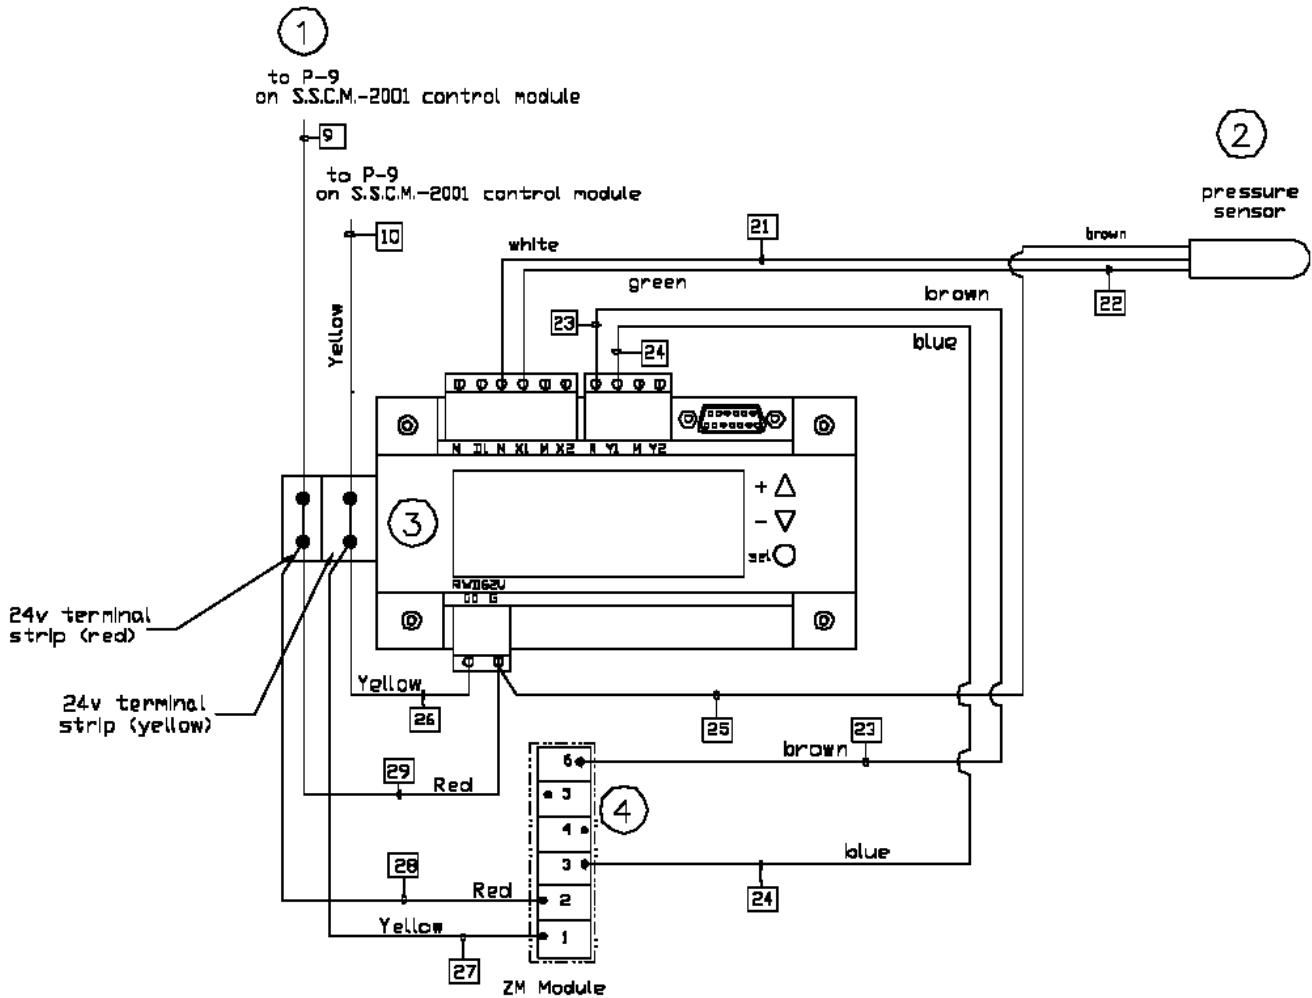 1
to P-9
on S.S.C.M.-2001 control module
9
to P-9
on S.S.C.M.-2001 control module
10
2
pressure
sensor
brown
21
white
green
22
brown
23
24
blue
Yellow
M D1 M X1 M X2
M Y1 M Y2
+
-
sel
3
RWD62U
G0 G
24v terminal
strip (red)
24v terminal
strip (yellow)
Yellow
26
25
brown
23
29
Red
6
5
4
3
2
1
4
blue
24
28
Red
Yellow
27
ZM Module